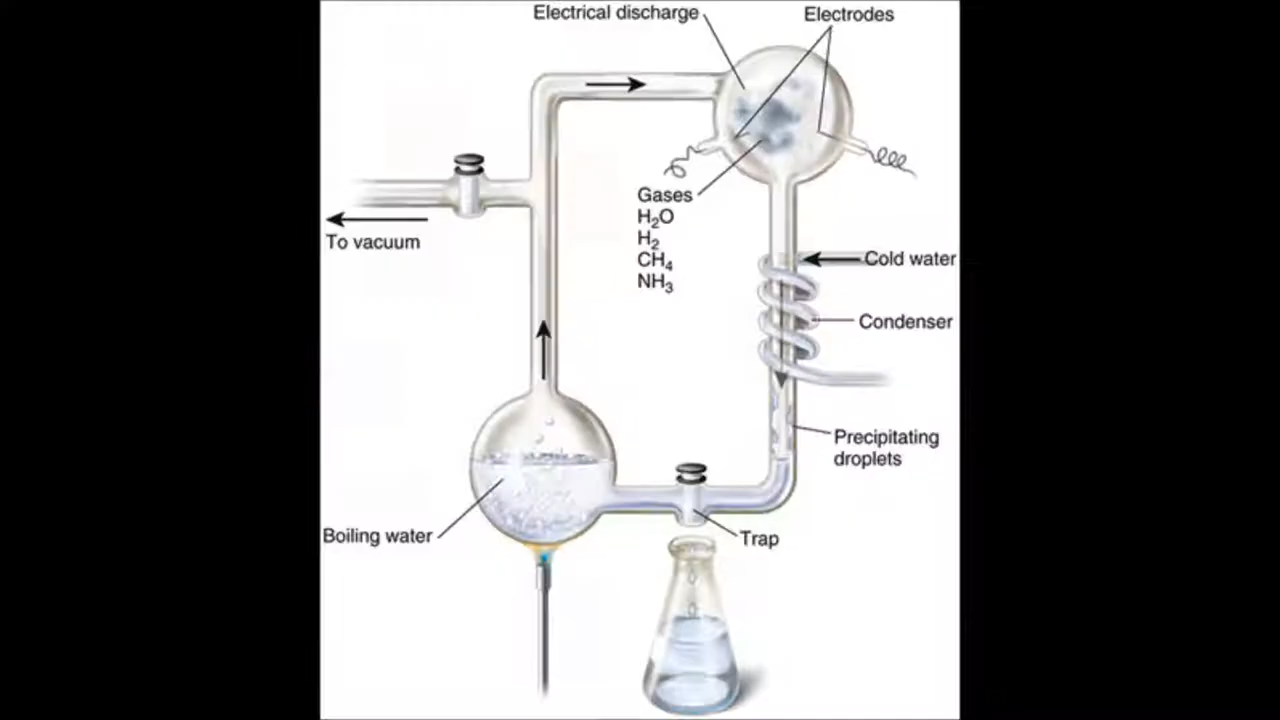 Electrical discharge
Electrodes
Gases
H₂O
H₂
CH₄
NH₃
To vacuum
Cold water
Condenser
Precipitating
droplets
Boiling water
Trap